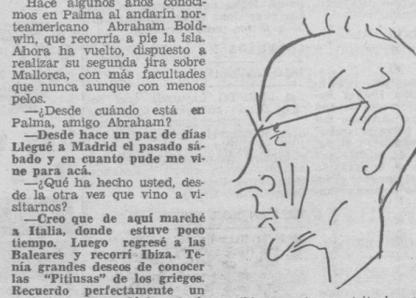 Hace algunos años conoci-
mos en Palma al andarín nor-
teamericano Abraham Bold-
win, que recorría a pie la isla.
Ahora ha vuelto, dispuesto a
realizar su segunda jira sobre
Mallorca, con más facultades
que nunca aunque con menos
pelos.
—¿Desde cuándo está en
Palma, amigo Abraham?
—Desde hace un par de días
Llegué a Madrid el pasado sá-
bado y en cuanto pude me vi-
ne para acá.
—¿Qué ha hecho usted, des-
de la otra vez que vino a vi-
sitarnos?
—Creo que de aquí marché
a Italia, donde estuve poco
tiempo. Luego regresé a las
Baleares y recorrí Ibiza. Te-
nía grandes deseos de conocer
las "Pitiusas" de los griegos.
Recuerdo perfectamente un